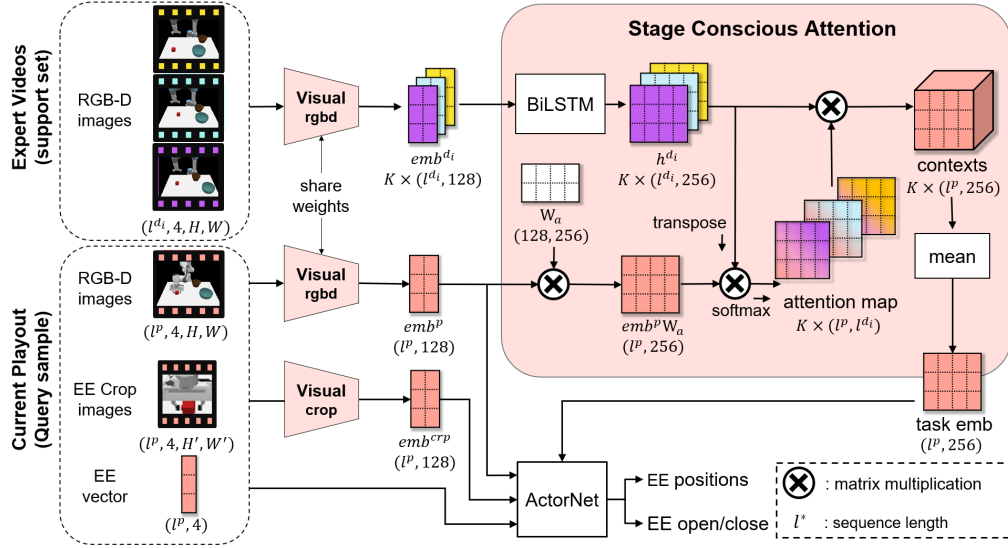 Expert Videos
(support set)
RGB-D
images
(l^{d_i}, 4, H, W)
Visual
rgbd
emb^{d_i}
K × (l^{d_i}, 128)
share
weights
Stage Conscious Attention
BiLSTM
h^{d_i}
K × (l^{d_i}, 256)
W_a
(128, 256)
transpose
contexts
K × (l^p, 256)
mean
Current Playout
(Query sample)
RGB-D
images
(l^p, 4, H, W)
Visual
rgbd
emb^p
(l^p, 128)
emb^p W_a
(l^p, 256)
softmax
attention map
K × (l^p, l^{d_i})
EE Crop
images
(l^p, 4, H', W')
Visual
crop
emb^{crp}
(l^p, 128)
task emb
(l^p, 256)
EE
vector
(l^p, 4)
ActorNet
EE positions
EE open/close
: matrix multiplication
l^* : sequence length